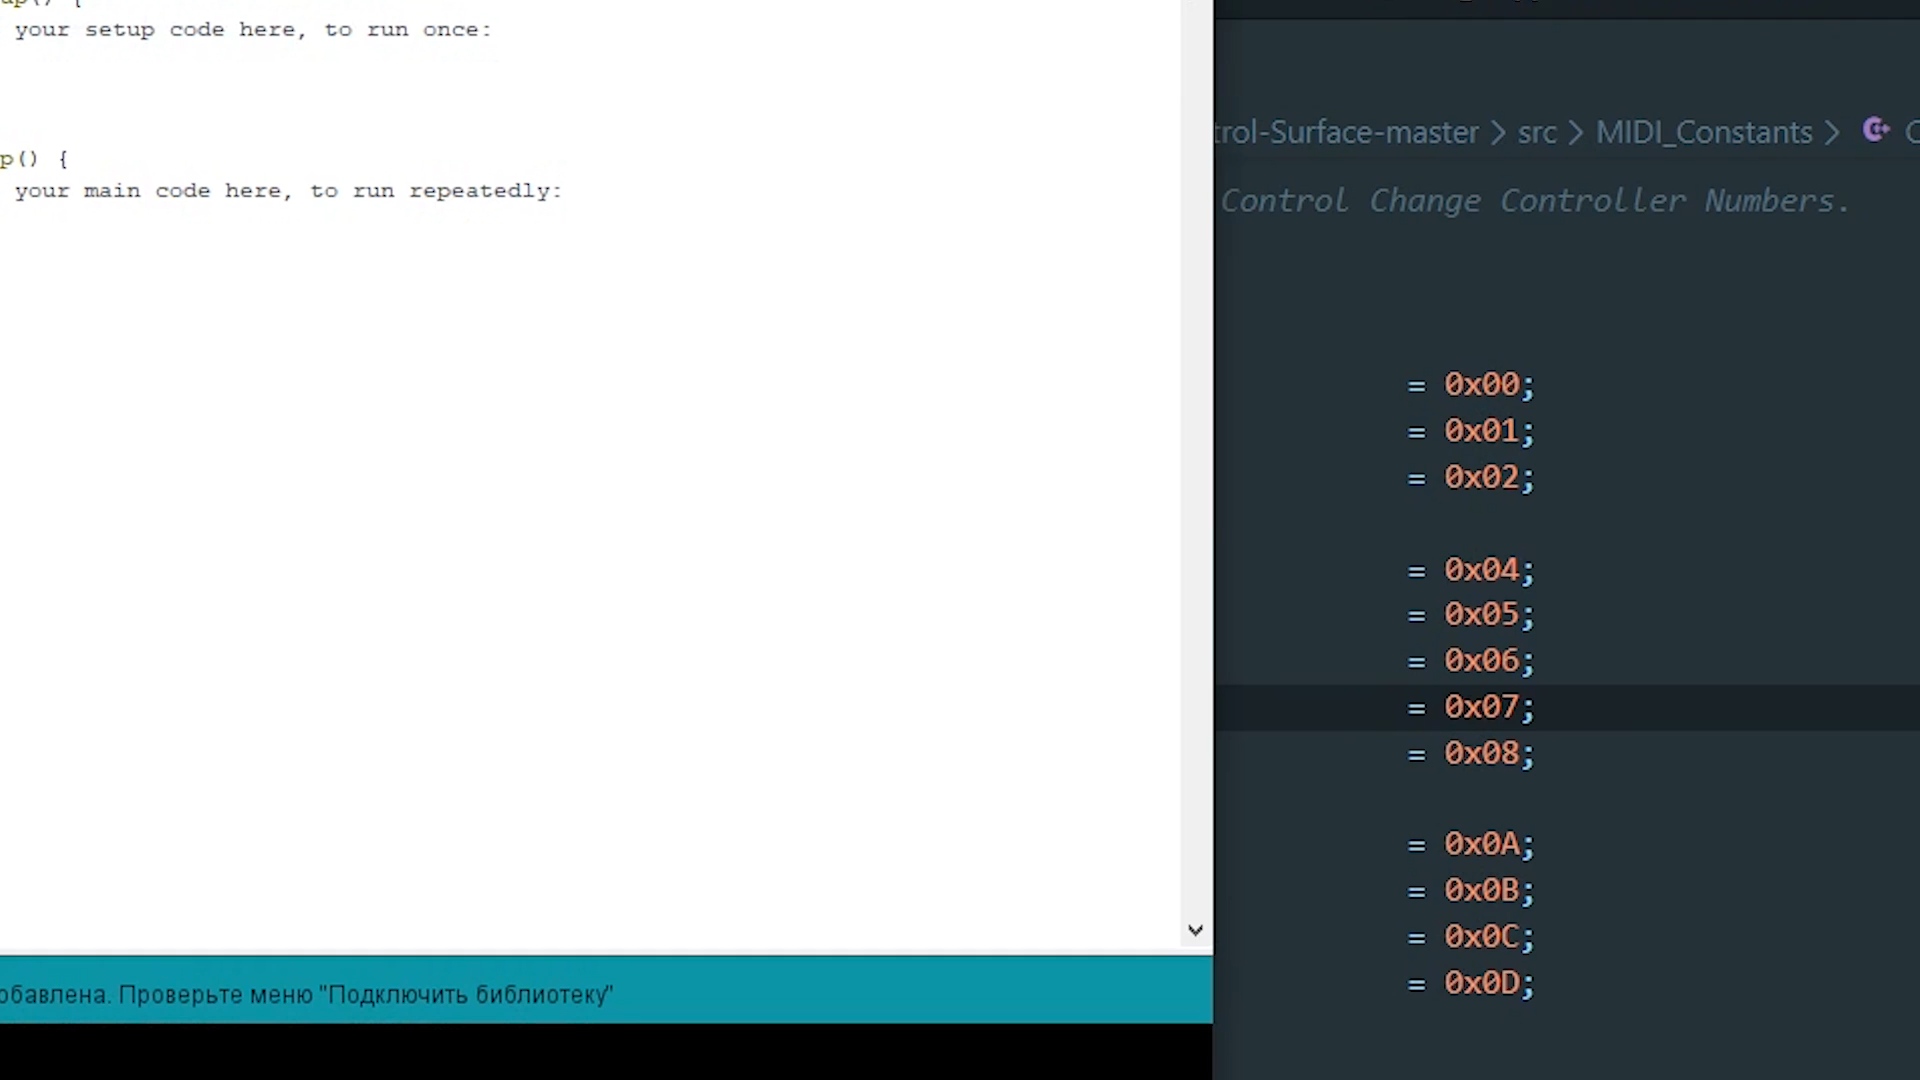 your setup code here, to run once:
p() {
your main code here, to run repeatedly:
обавлена. Проверьте меню "Подключить библиотеку"
trol-Surface-master > src > MIDI_Constants >
Control Change Controller Numbers.
= 0x00;
= 0x01;
= 0x02;
= 0x04;
= 0x05;
= 0x06;
= 0x07;
= 0x08;
= 0x0A;
= 0x0B;
= 0x0C;
= 0x0D;